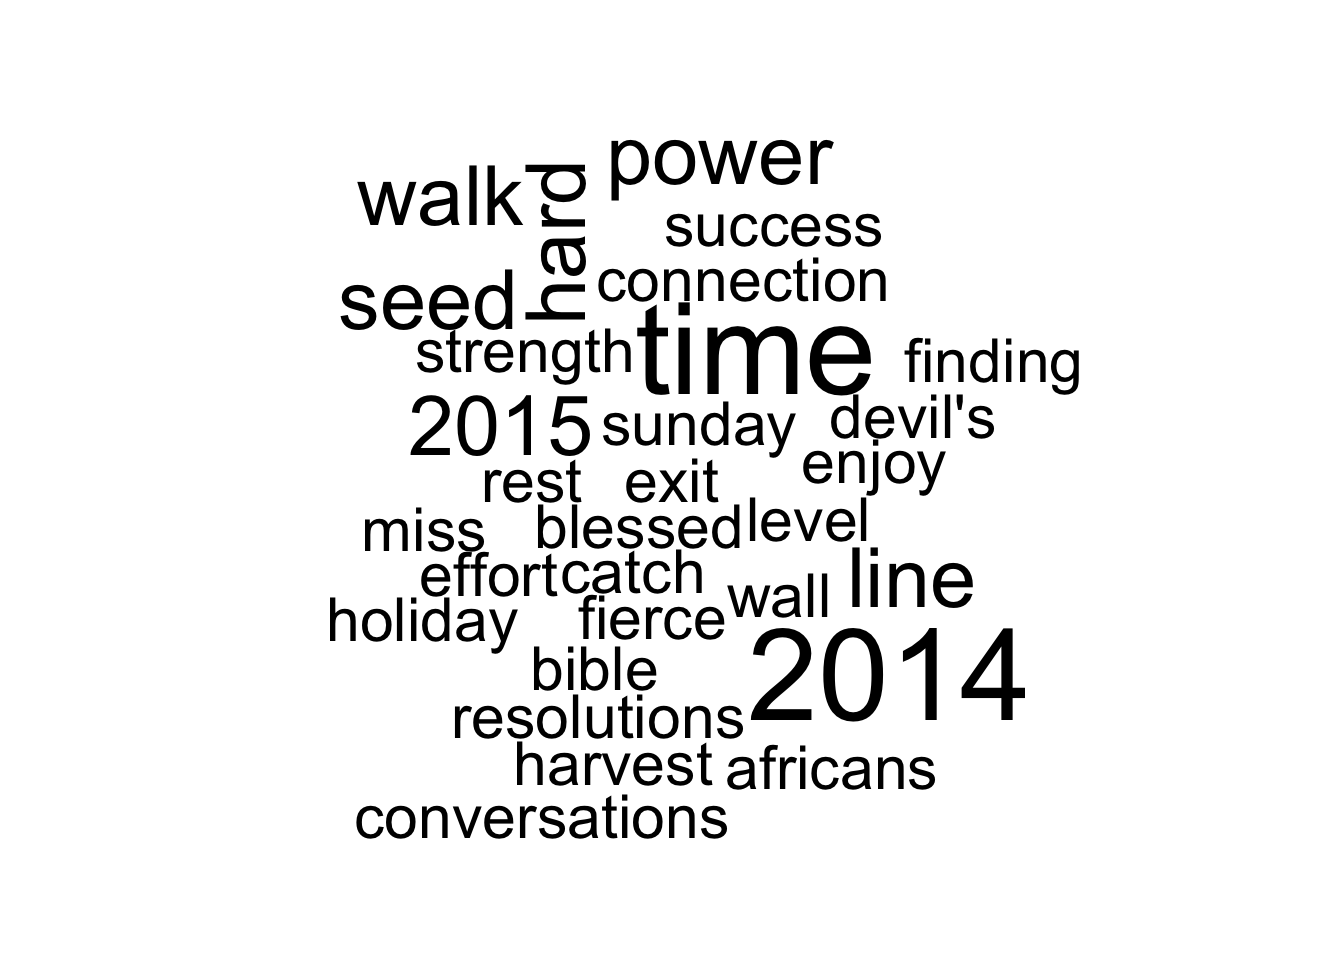 power
walk
hard
success
connection
seed
time
strength
finding
2015
sunday
devil's
enjoy
rest
exit
miss
blessed
level
effort
catch
wall
line
holiday
fierce
bible
2014
resolutions
harvest
africans
conversations